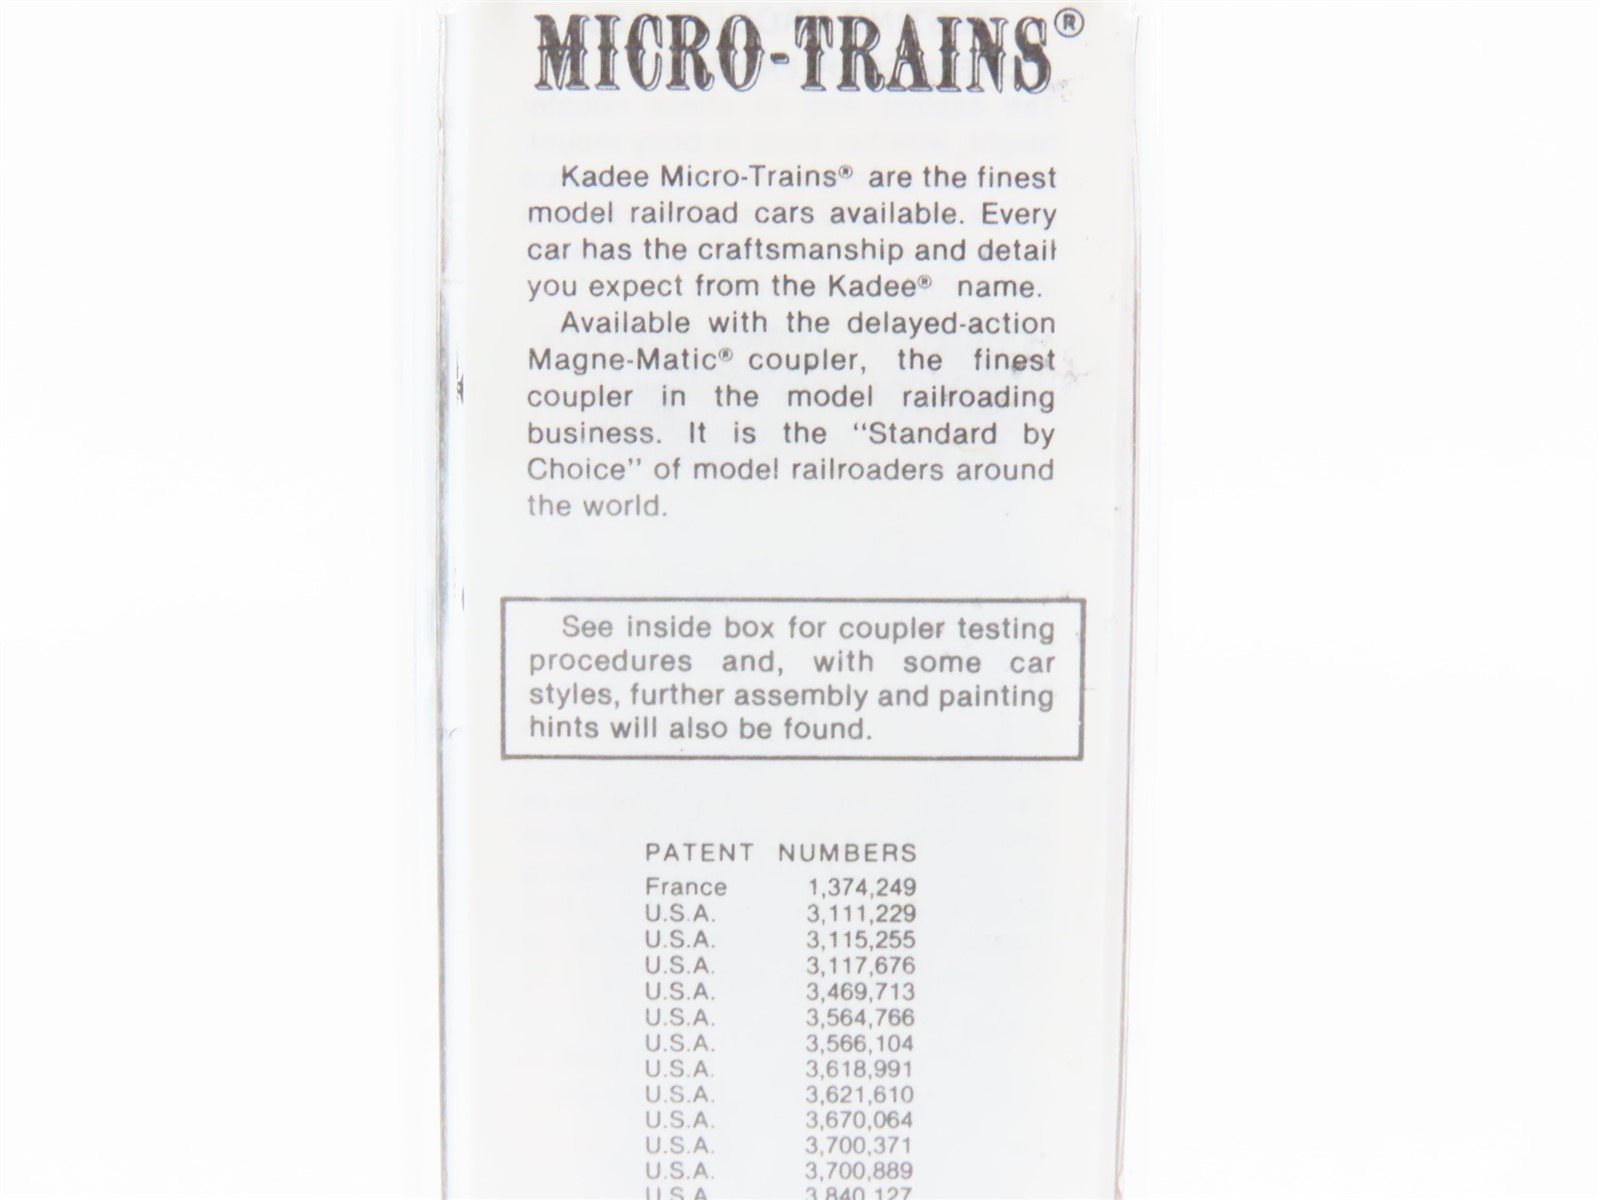 MICRO-TRAINS®
Kadee Micro-Trains® are the finest
model railroad cars available. Every
car has the craftsmanship and detail
you expect from the Kadee® name.
Available with the delayed-action
Magne-Matic® coupler, the finest
coupler in the model railroading
business. It is the “Standard by
Choice” of model railroaders around
the world.
See inside box for coupler testing
procedures and, with some car
styles, further assembly and painting
hints will also be found.
PATENT NUMBERS
France 1,374,249
U.S.A. 3,111,229
U.S.A. 3,115,255
U.S.A. 3,117,676
U.S.A. 3,469,713
U.S.A. 3,564,766
U.S.A. 3,566,104
U.S.A. 3,618,991
U.S.A. 3,621,610
U.S.A. 3,670,064
U.S.A. 3,700,371
U.S.A. 3,700,889
U.S.A. 3,840,127